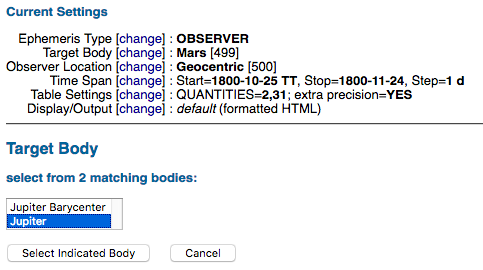 Current Settings
Ephemeris Type [change] : OBSERVER
Target Body [change] : Mars [499]
Observer Location [change] : Geocentric [500]
Time Span [change] : Start=1800-10-25 TT, Stop=1800-11-24, Step=1 d
Table Settings [change] : QUANTITIES=2,31; extra precision=YES
Display/Output [change] : default (formatted HTML)
Target Body
select from 2 matching bodies:
Jupiter Barycenter
Jupiter
Select Indicated Body Cancel